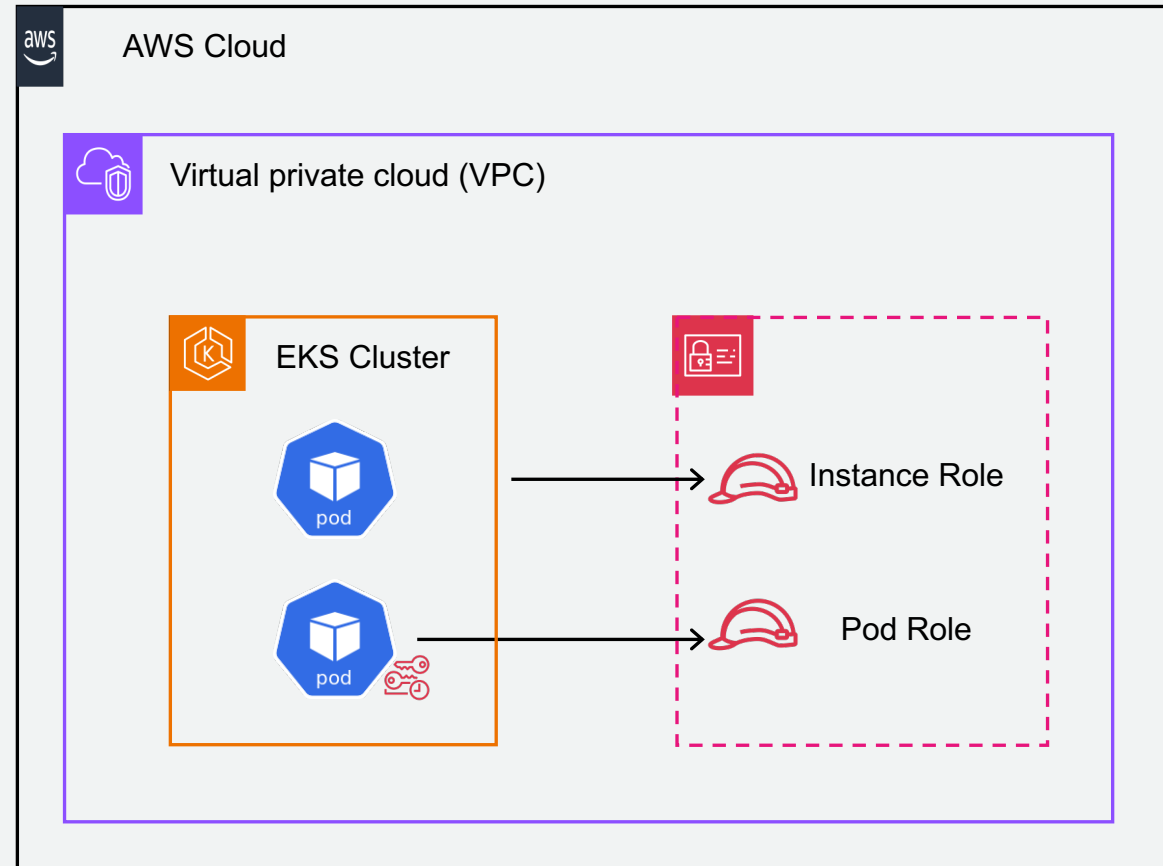 aws
AWS Cloud
Virtual private cloud (VPC)
K
EKS Cluster
pod
Instance Role
pod
Pod Role